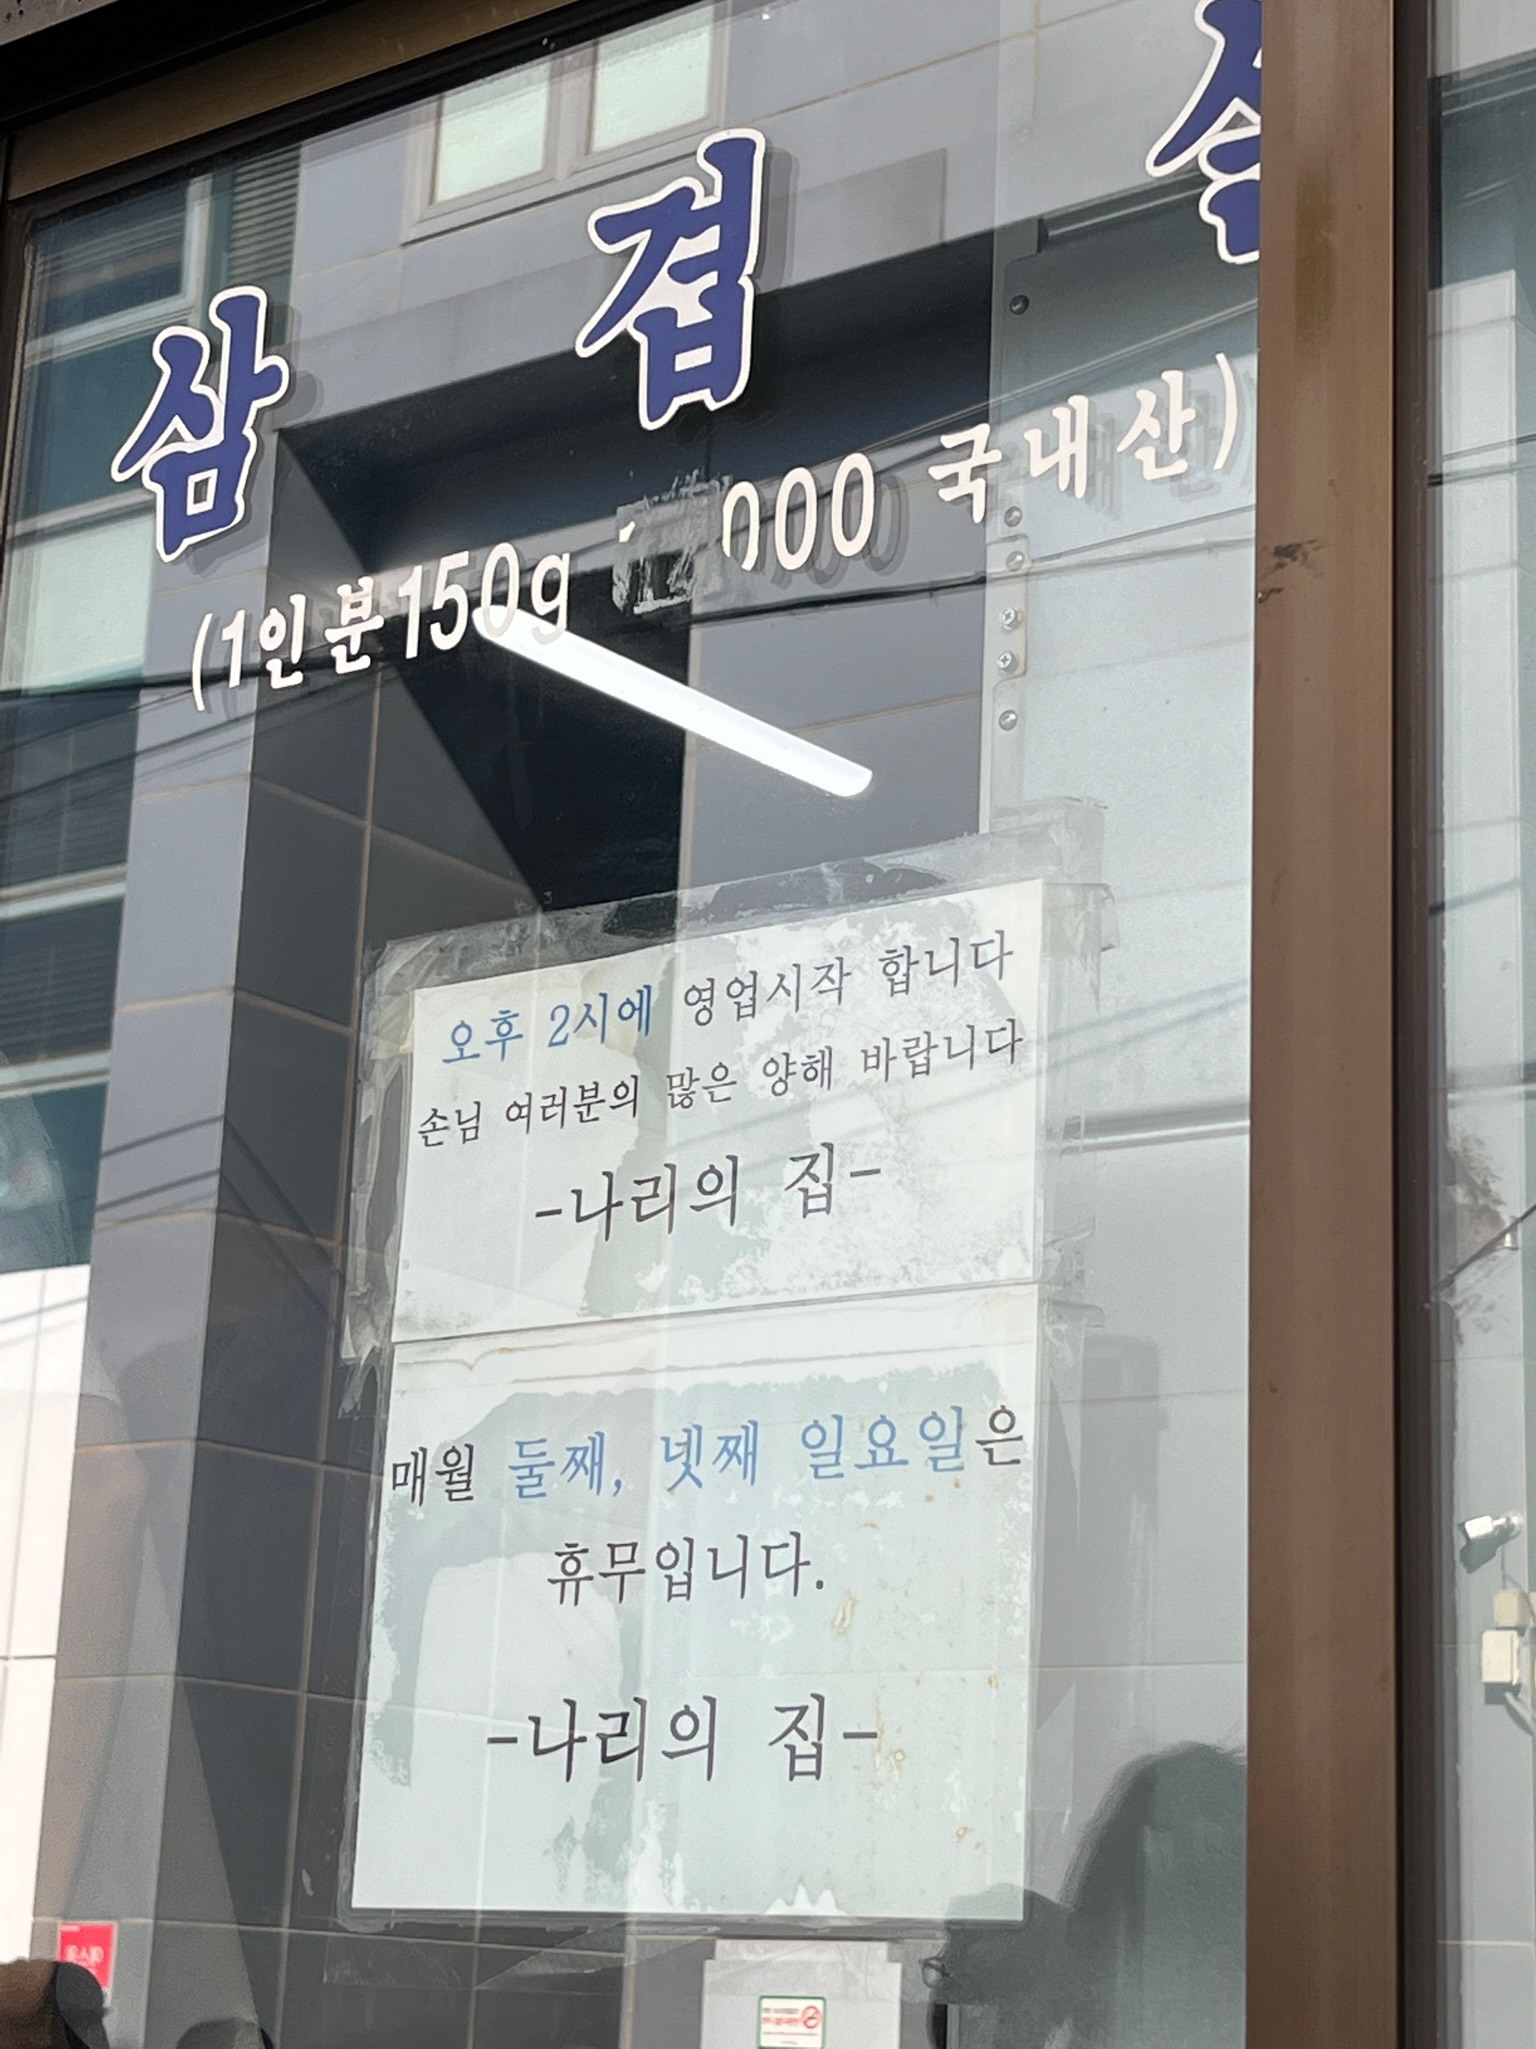 삼 겹
(1인분150g 000 국내산)
오후 2시에 영업시작 합니다
손님 여러분의 많은 양해 바랍니다
-나리의 집-
매월 둘째, 넷째 일요일은
휴무입니다.
-나리의 집-